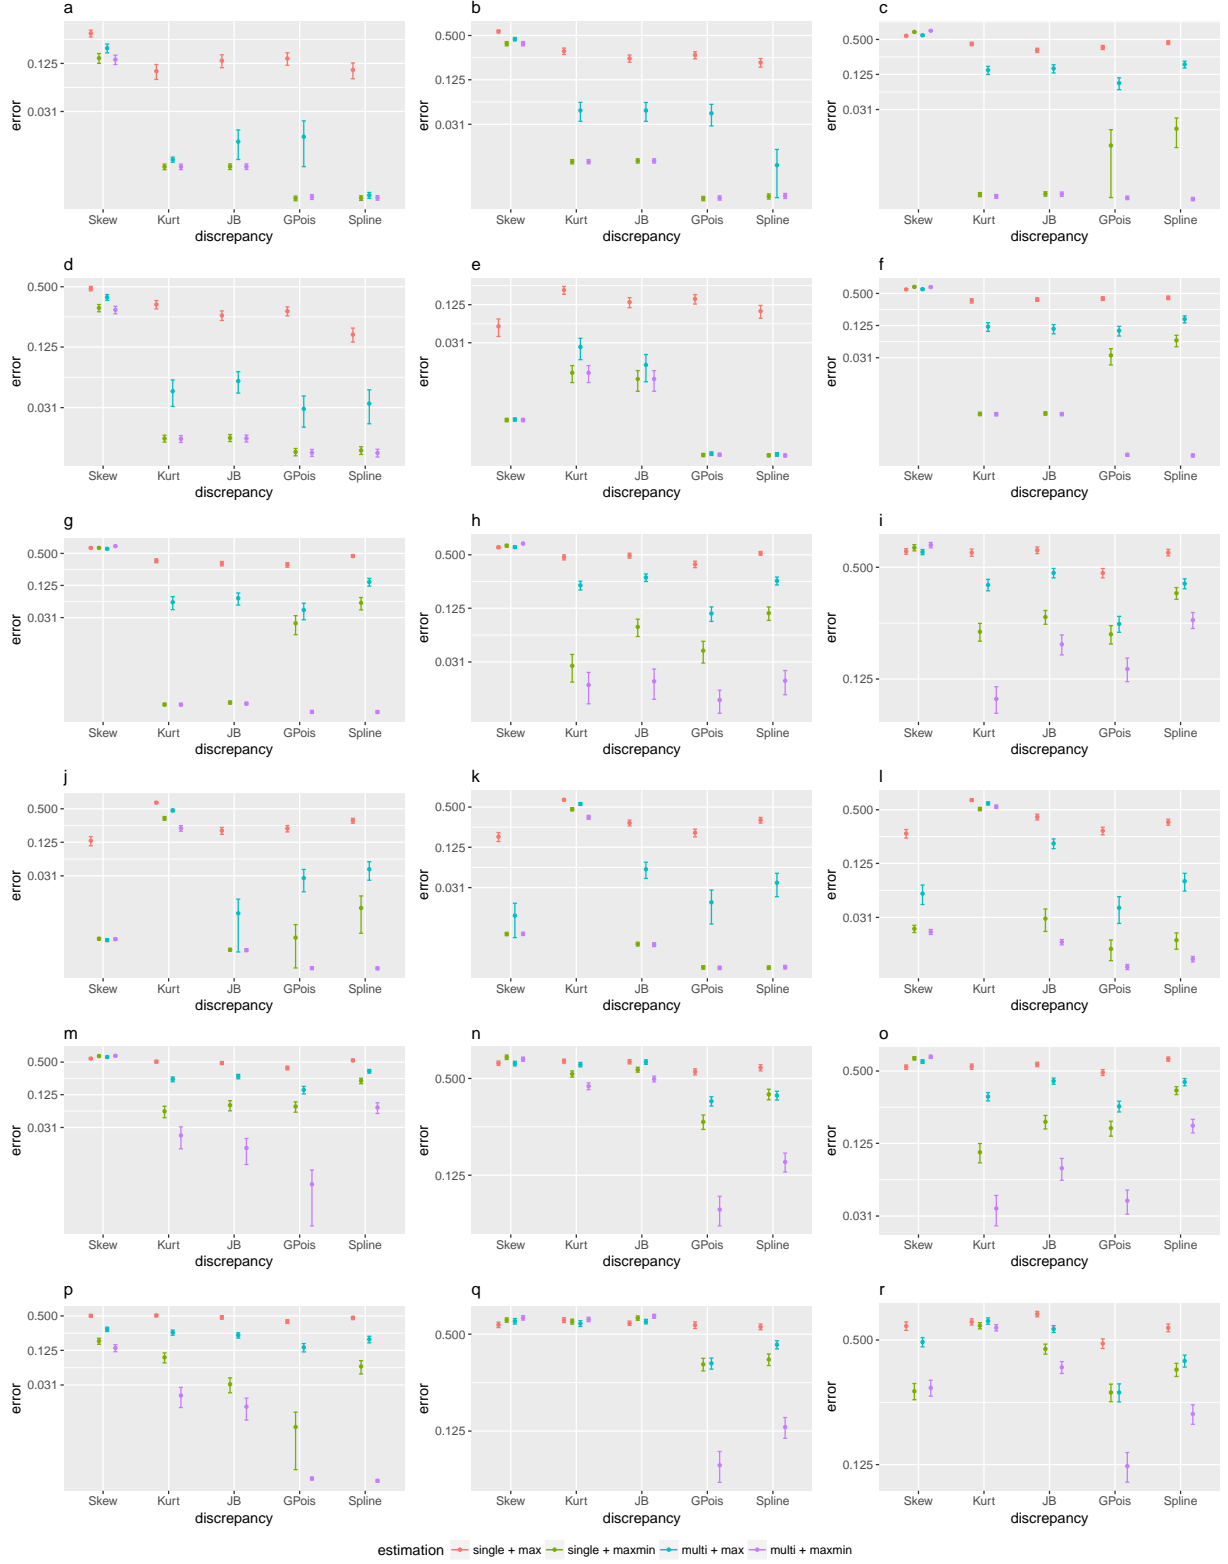 a
error
0.125
0.031
Skew Kurt JB GPois Spline
discrepancy
b
error
0.500
0.125
0.031
Skew Kurt JB GPois Spline
discrepancy
c
error
0.500
0.125
0.031
Skew Kurt JB GPois Spline
discrepancy
d
error
0.500
0.125
0.031
Skew Kurt JB GPois Spline
discrepancy
e
error
0.125
0.031
Skew Kurt JB GPois Spline
discrepancy
f
error
0.500
0.125
0.031
Skew Kurt JB GPois Spline
discrepancy
g
error
0.500
0.125
0.031
Skew Kurt JB GPois Spline
discrepancy
h
error
0.500
0.125
0.031
Skew Kurt JB GPois Spline
discrepancy
i
error
0.500
0.125
Skew Kurt JB GPois Spline
discrepancy
j
error
0.500
0.125
0.031
Skew Kurt JB GPois Spline
discrepancy
k
error
0.500
0.125
0.031
Skew Kurt JB GPois Spline
discrepancy
l
error
0.500
0.125
0.031
Skew Kurt JB GPois Spline
discrepancy
m
error
0.500
0.125
0.031
Skew Kurt JB GPois Spline
discrepancy
n
error
0.500
0.125
Skew Kurt JB GPois Spline
discrepancy
o
error
0.500
0.125
0.031
Skew Kurt JB GPois Spline
discrepancy
p
error
0.500
0.125
0.031
Skew Kurt JB GPois Spline
discrepancy
q
error
0.500
0.125
Skew Kurt JB GPois Spline
discrepancy
r
error
0.500
0.125
Skew Kurt JB GPois Spline
discrepancy
estimation single + max single + maxmin multi + max multi + maxmin